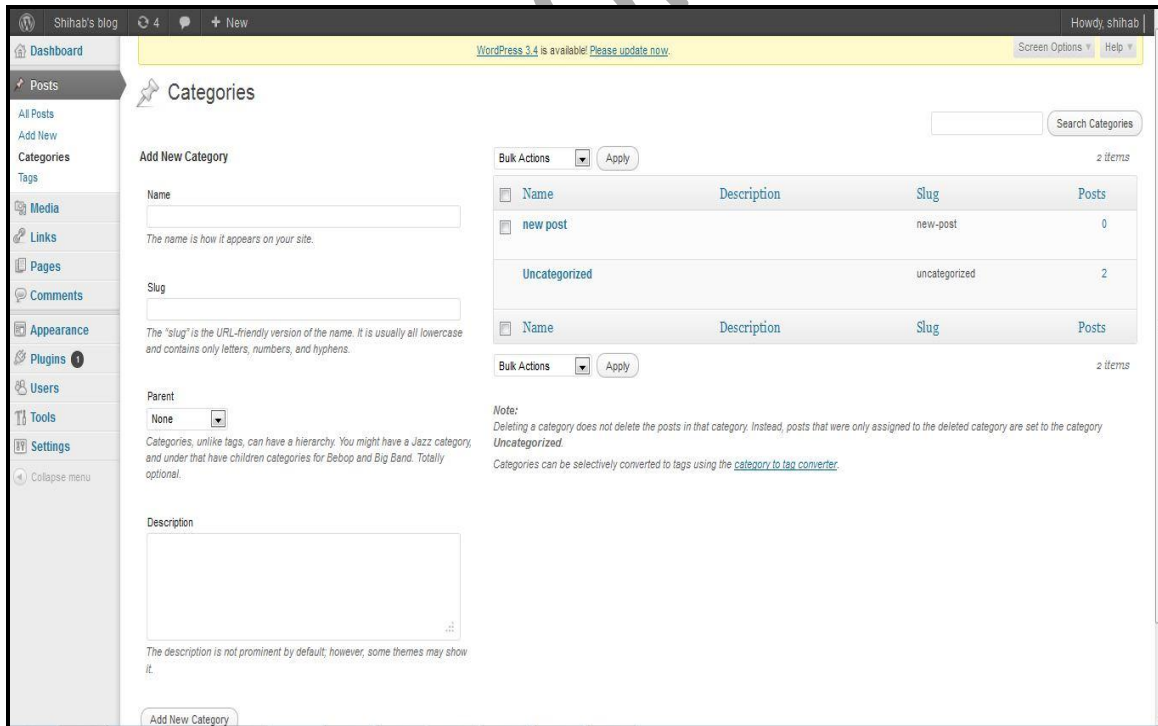 Shihab's blog 4 + New Howdy, shihab
Dashboard
Posts
All Posts
Add New
Categories
Tags
Media
Links
Pages
Comments
Appearance
Plugins 1
Users
Tools
Settings
Collapse menu
WordPress 3.4 is available! Please update now.
Screen Options Help
Categories
Search Categories
Add New Category
Name
The name is how it appears on your site.
Slug
The "slug" is the URL-friendly version of the name. It is usually all lowercase
and contains only letters, numbers, and hyphens.
Parent
None
Categories, unlike tags, can have a hierarchy. You might have a Jazz category,
and under that have children categories for Bebop and Big Band. Totally
optional.
Description
The description is not prominent by default; however, some themes may show
it.
Add New Category
Bulk Actions Apply 2 items
Name Description Slug Posts
new post new-post 0
Uncategorized uncategorized 2
Name Description Slug Posts
Bulk Actions Apply 2 items
Note:
Deleting a category does not delete the posts in that category. Instead, posts that were only assigned to the deleted category are set to the category
Uncategorized.
Categories can be selectively converted to tags using the category to tag converter.